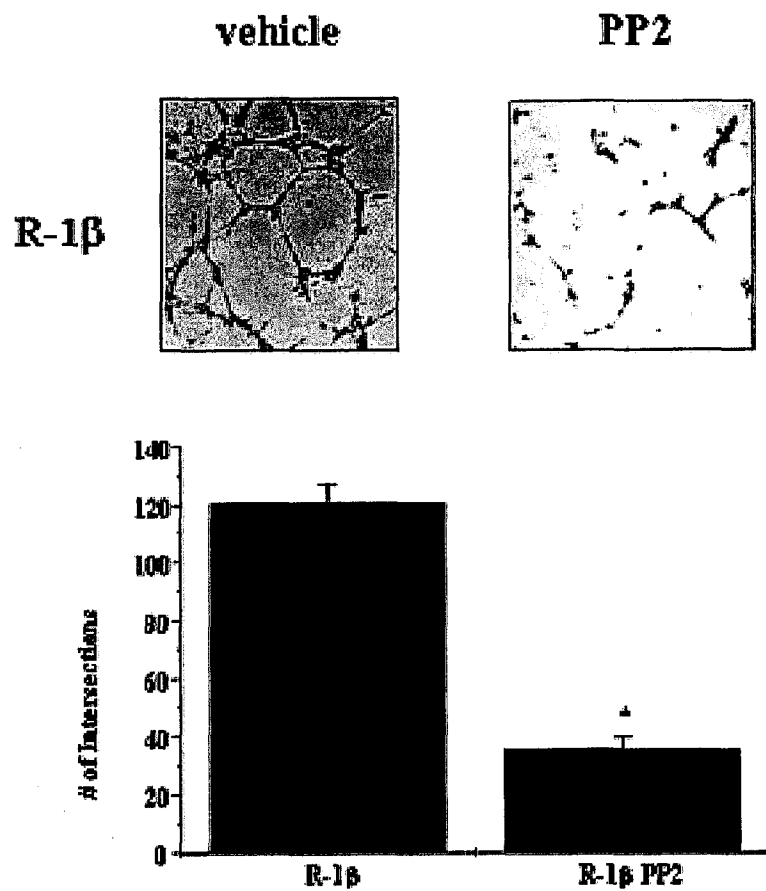 vehicle PP2
R-1β
140
120
100
80
60
40
20
0
# of Intersections
R-1β R-1β PP2